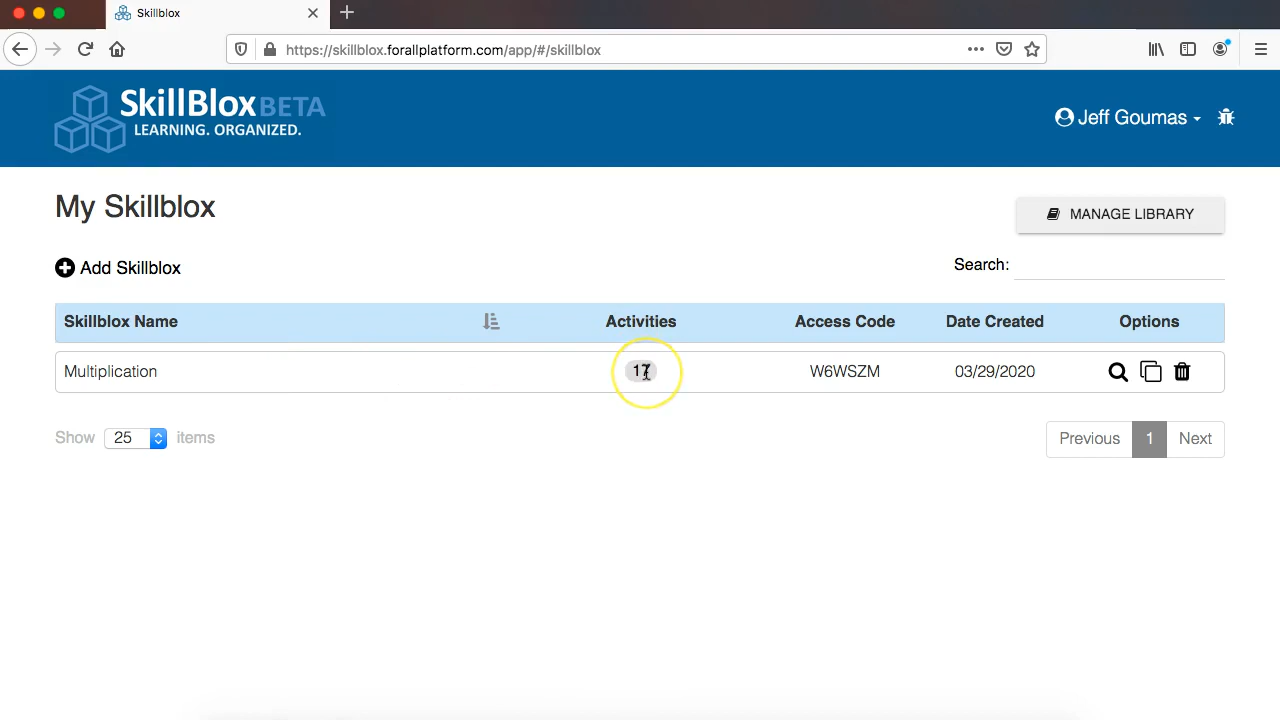 Skillblox
https://skillblox.forallplatform.com/app/#/skillblox
SkillBlox BETA
LEARNING. ORGANIZED.
Jeff Goumas
My Skillblox
MANAGE LIBRARY
Add Skillblox
Search:
Skillblox Name Activities Access Code Date Created Options
Multiplication 17 W6WSZM 03/29/2020
Show 25 items
Previous 1 Next